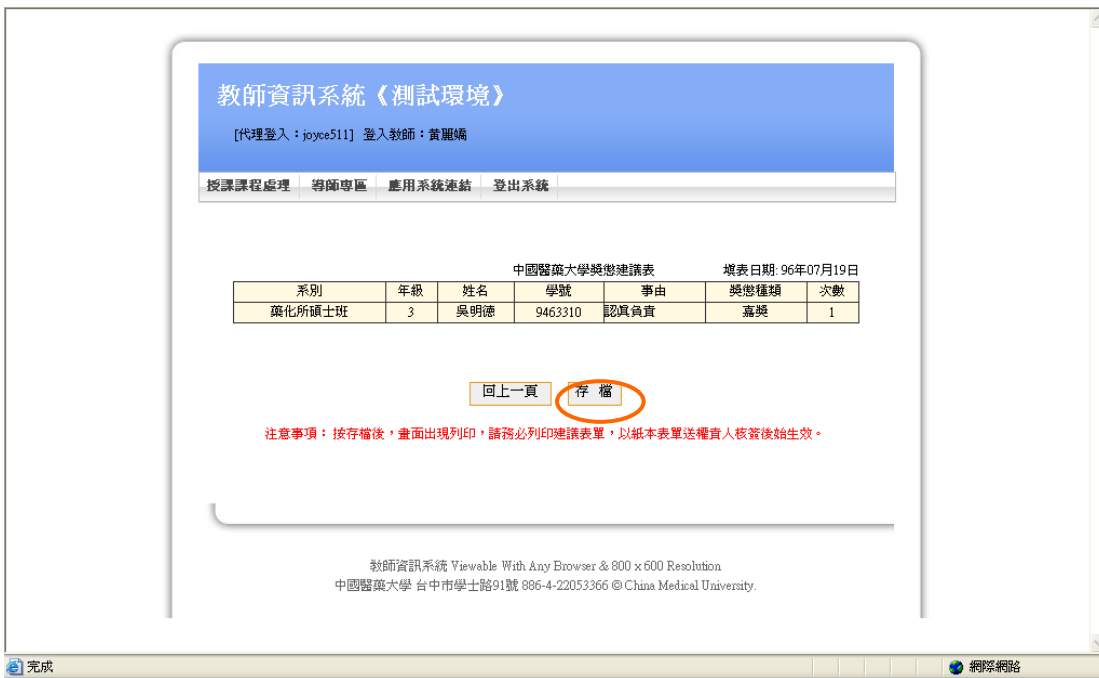 教師資訊系統《測試環境》
[代理登入：joyce511] 登入教師：黃麗嬌
授課課程處理 導師專區 應用系統連結 登出系統
中國醫藥大學獎懲建議表 填表日期: 96年07月19日
系別 年級 姓名 學號 事由 獎懲種類 次數
藥化所碩士班 3 吳明德 9463310 認真負責 嘉獎 1
回上一頁 存 檔
注意事項： 按存檔後，畫面出現列印，請務必列印建議表單，以紙本表單送權責人核簽後始生效。
教師資訊系統 Viewable With Any Browser & 800 x 600 Resolution
中國醫藥大學 台中市學士路91號 886-4-22053366 © China Medical University.
完成 網際網路